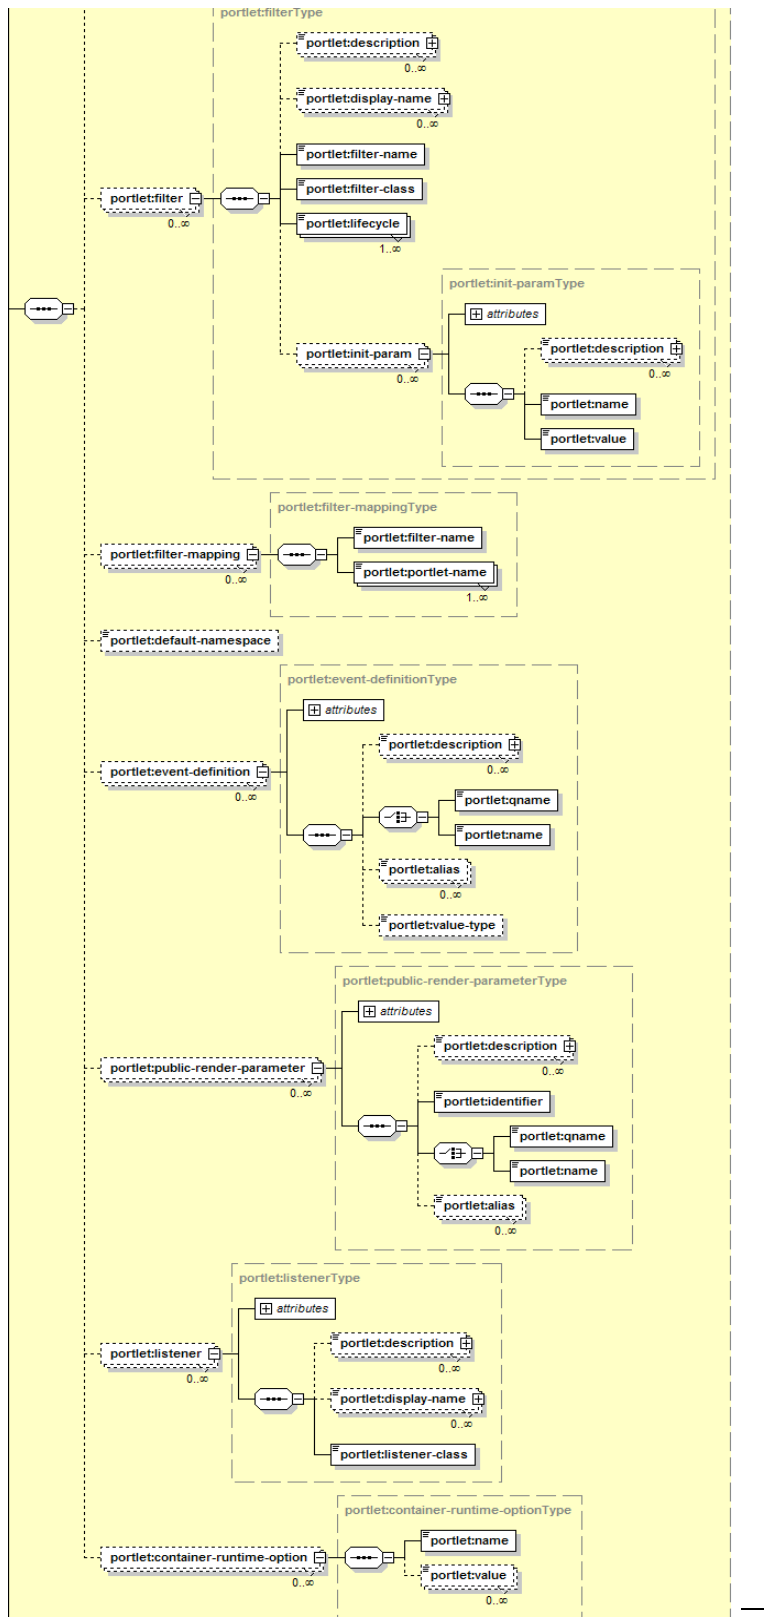 portlet:filterType
portlet:description
0..∞
portlet:display-name
0..∞
portlet:filter-name
portlet:filter-class
portlet:filter
0..∞
portlet:lifecycle
1..∞
portlet:init-paramType
attributes
portlet:init-param
0..∞
portlet:description
0..∞
portlet:name
portlet:value
portlet:filter-mappingType
portlet:filter-name
portlet:filter-mapping
0..∞
portlet:portlet-name
1..∞
portlet:default-namespace
portlet:event-definitionType
attributes
portlet:description
0..∞
portlet:event-definition
0..∞
portlet:qname
portlet:name
portlet:alias
0..∞
portlet:value-type
portlet:public-render-parameterType
attributes
portlet:description
0..∞
portlet:public-render-parameter
0..∞
portlet:identifier
portlet:qname
portlet:name
portlet:alias
0..∞
portlet:listenerType
attributes
portlet:description
0..∞
portlet:listener
0..∞
portlet:display-name
0..∞
portlet:listener-class
portlet:container-runtime-optionType
portlet:name
portlet:container-runtime-option
0..∞
portlet:value
0..∞